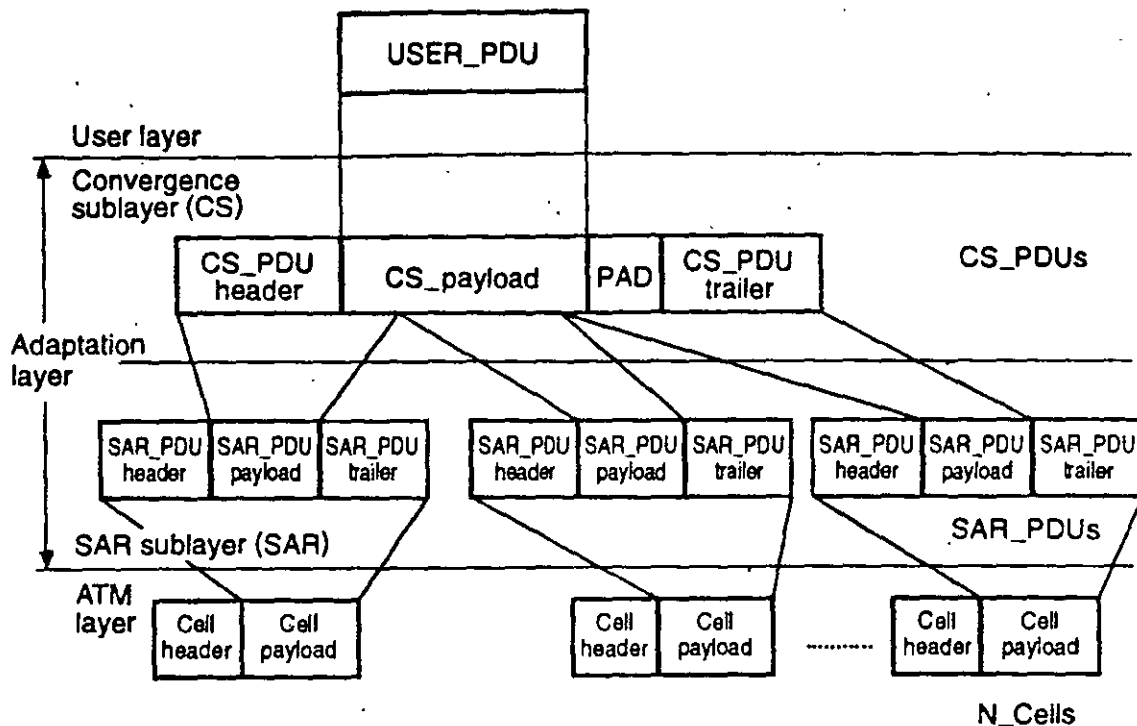 USER_PDU
User layer
Convergence
sublayer (CS)
CS_PDU
header
CS_payload
PAD
CS_PDU
trailer
CS_PDUs
Adaptation
layer
SAR_PDU
header
SAR_PDU
payload
SAR_PDU
trailer
SAR_PDU
header
SAR_PDU
payload
SAR_PDU
trailer
SAR_PDU
header
SAR_PDU
payload
SAR_PDU
trailer
SAR sublayer (SAR)
SAR_PDUs
ATM
layer
Cell
header
Cell
payload
Cell
header
Cell
payload
..........
Cell
header
Cell
payload
N_Cells